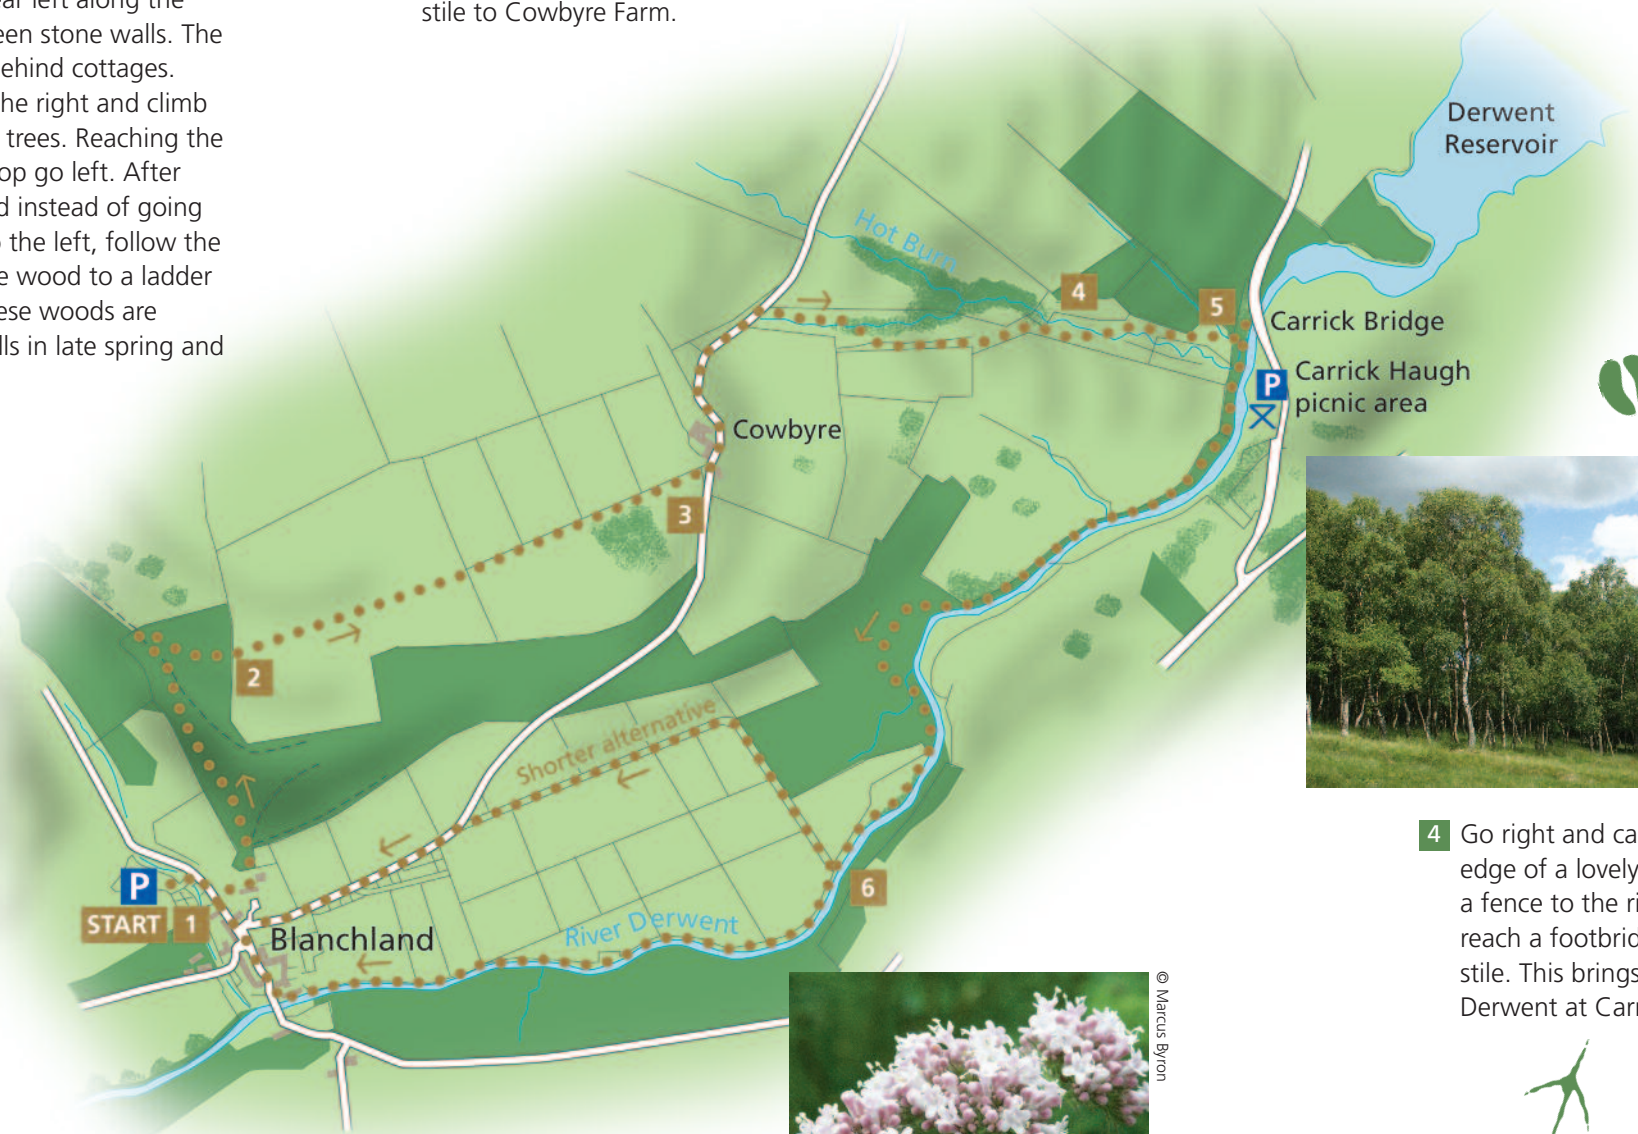 ar left along the
een stone walls. The
ehind cottages.
he right and climb
trees. Reaching the
op go left. After
d instead of going
the left, follow the
e wood to a ladder
ese woods are
lls in late spring and
stile to Cowbyre Farm.
Derwent
Reservoir
Hot Burn
4
5
Carrick Bridge
P
Carrick Haugh
picnic area
Cowbyre
3
2
Shorter alternative
P
START 1
Blanchland
River Derwent
6
© Marcus Byron
4 Go right and ca
edge of a lovely
a fence to the ri
reach a footbrid
stile. This brings
Derwent at Carr